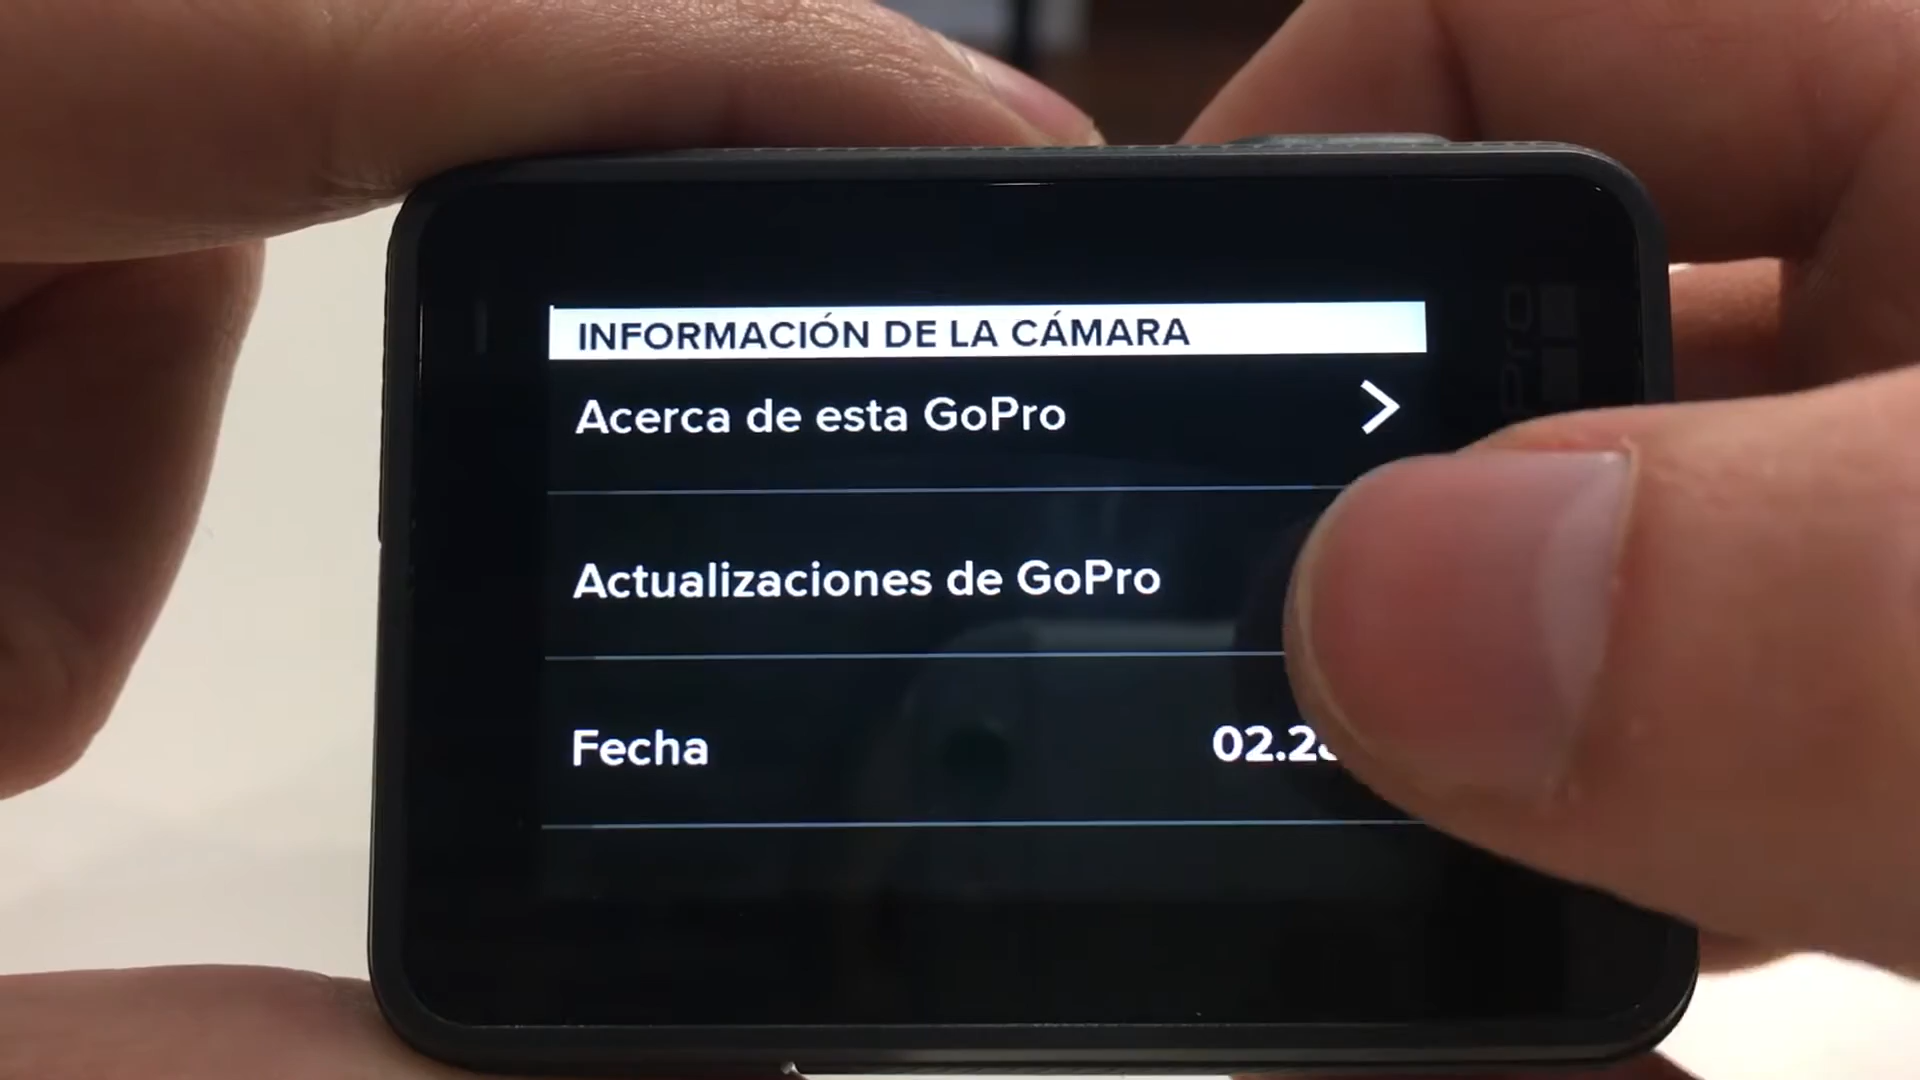 INFORMACIÓN DE LA CÁMARA
Acerca de esta GoPro
Actualizaciones de GoPro
Fecha